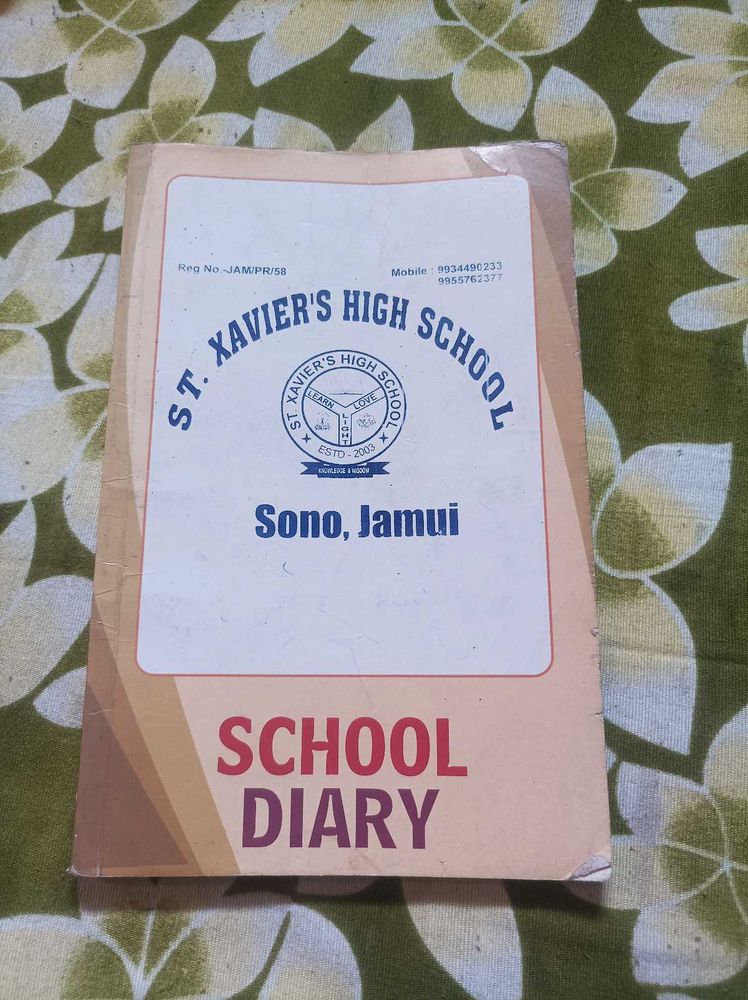 Reg No.-JAM/PR/58
Mobile : 9934490233
9955762377
ST. XAVIER'S HIGH SCHOOL
ST XAVIER'S HIGH SCHOOL
LEARN
LOVE
LIGHT
ESTD - 2003
KNOWLEDGE & WISDOM
Sono, Jamui
SCHOOL
DIARY